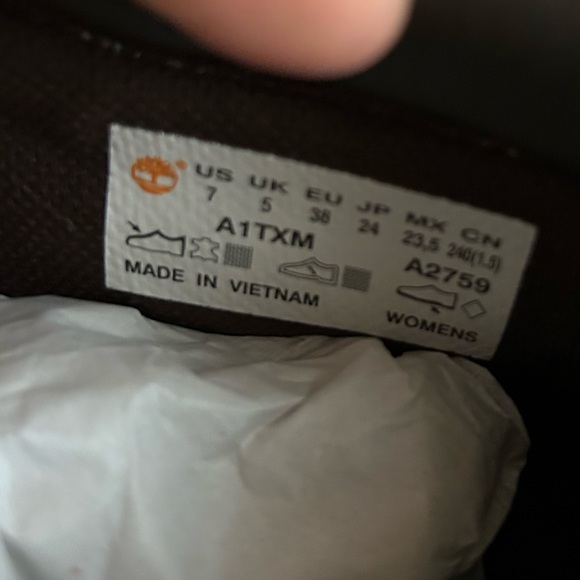 US UK EU JP MX CN
7 5 38 24 23,5 240(1.5)
A1TXM A2759
MADE IN VIETNAM WOMENS